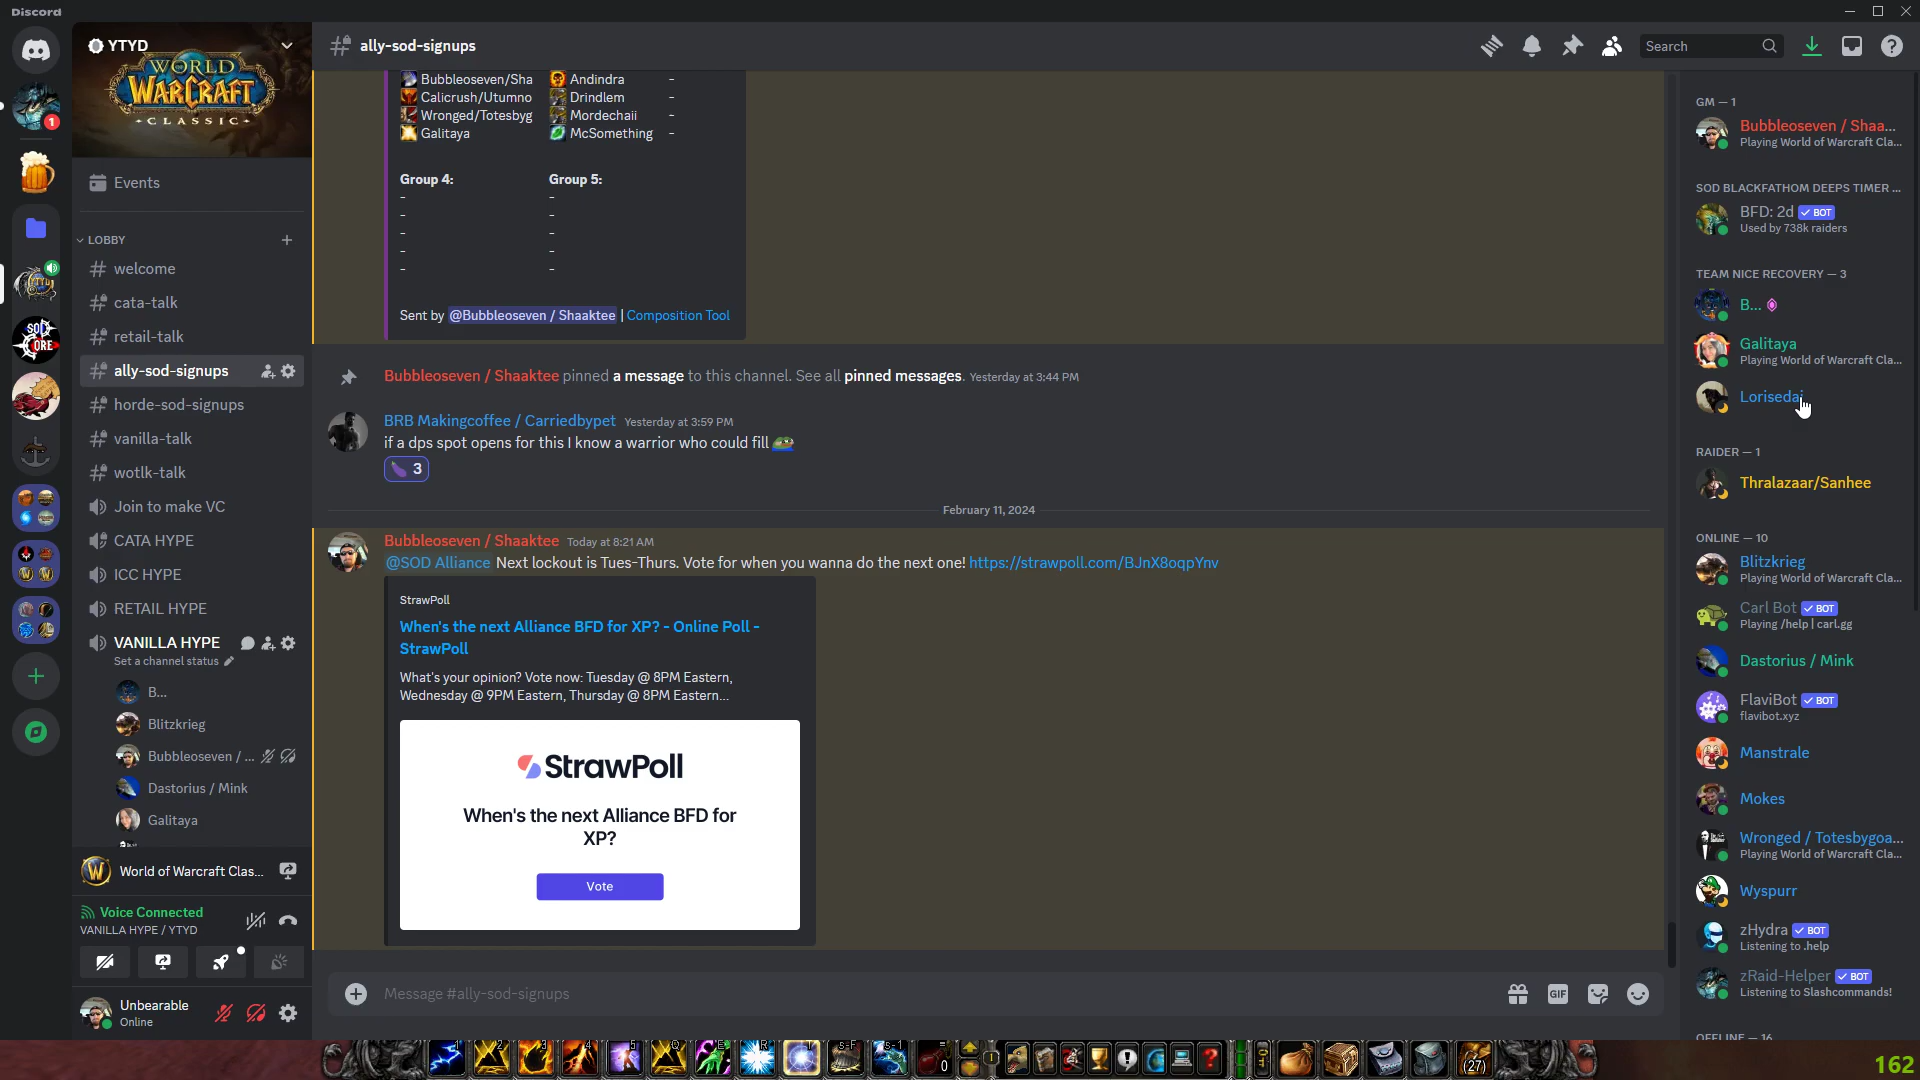 Discord
YTYD
WORLD
WARCRAFT
CLASSIC
Events
LOBBY
welcome
cata-talk
retail-talk
ally-sod-signups
horde-sod-signups
vanilla-talk
wotlk-talk
Join to make VC
CATA HYPE
ICC HYPE
RETAIL HYPE
VANILLA HYPE
Set a channel status
B...
Blitzkrieg
Bubbleoseven / ...
Dastorius / Mink
Galitaya
World of Warcraft Clas...
Voice Connected
VANILLA HYPE / YTYD
Unbearable
Online
ally-sod-signups
Search
Bubbleoseven/Sha Andindra -
Calicrush/Utumno Drindlem -
Wronged/Totesbyg Mordechaii -
Galitaya McSomething -
Group 4: Group 5:
- -
- -
- -
- -
- -
Sent by @Bubbleoseven / Shaaktee | Composition Tool
Bubbleoseven / Shaaktee pinned a message to this channel. See all pinned messages. Yesterday at 3:44 PM
BRB Makingcoffee / Carriedbypet Yesterday at 3:59 PM
if a dps spot opens for this I know a warrior who could fill
3
February 11, 2024
Bubbleoseven / Shaaktee Today at 8:21 AM
@SOD Alliance Next lockout is Tues-Thurs. Vote for when you wanna do the next one! https://strawpoll.com/BJnX8oqpYnv
StrawPoll
When's the next Alliance BFD for XP? - Online Poll -
StrawPoll
What's your opinion? Vote now: Tuesday @ 8PM Eastern,
Wednesday @ 9PM Eastern, Thursday @ 8PM Eastern...
StrawPoll
When's the next Alliance BFD for
XP?
Vote
Message #ally-sod-signups
GIF
GM — 1
Bubbleoseven / Shaa...
Playing World of Warcraft Cla...
SOD BLACKFATHOM DEEPS TIMER ...
BFD: 2d BOT
Used by 738k raiders
TEAM NICE RECOVERY — 3
B...
Galitaya
Playing World of Warcraft Cla...
Lorisedai
RAIDER — 1
Thralazaar/Sanhee
ONLINE — 10
Blitzkrieg
Playing World of Warcraft Cla...
Carl Bot BOT
Playing /help | carl.gg
Dastorius / Mink
FlaviBot BOT
flavibot.xyz
Manstrale
Mokes
Wronged / Totesbygoa...
Playing World of Warcraft Cla...
Wyspurr
zHydra BOT
Listening to .help
zRaid-Helper BOT
Listening to Slashcommands!
OFFLINE — 16
162